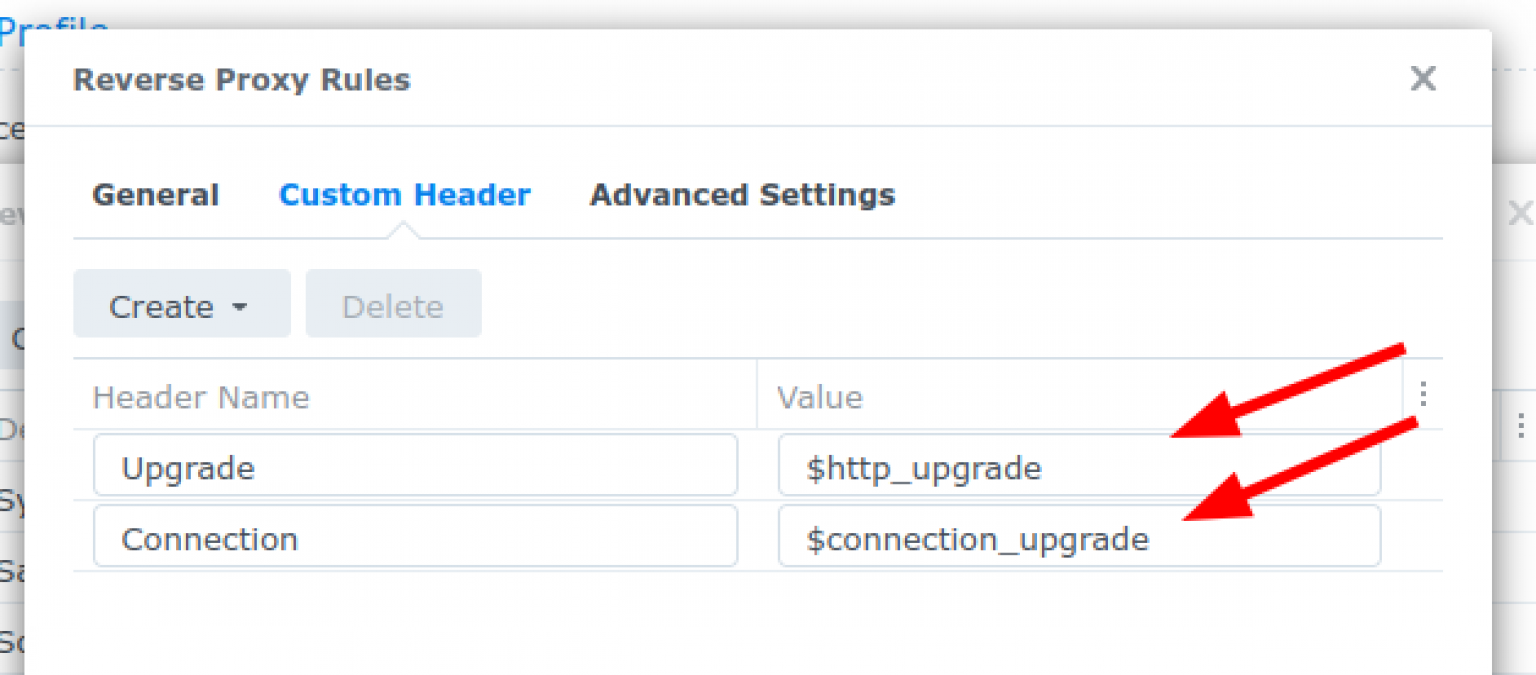 Profile
Reverse Proxy Rules
General Custom Header Advanced Settings
Create Delete
Header Name Value
Upgrade $http_upgrade
Connection $connection_upgrade